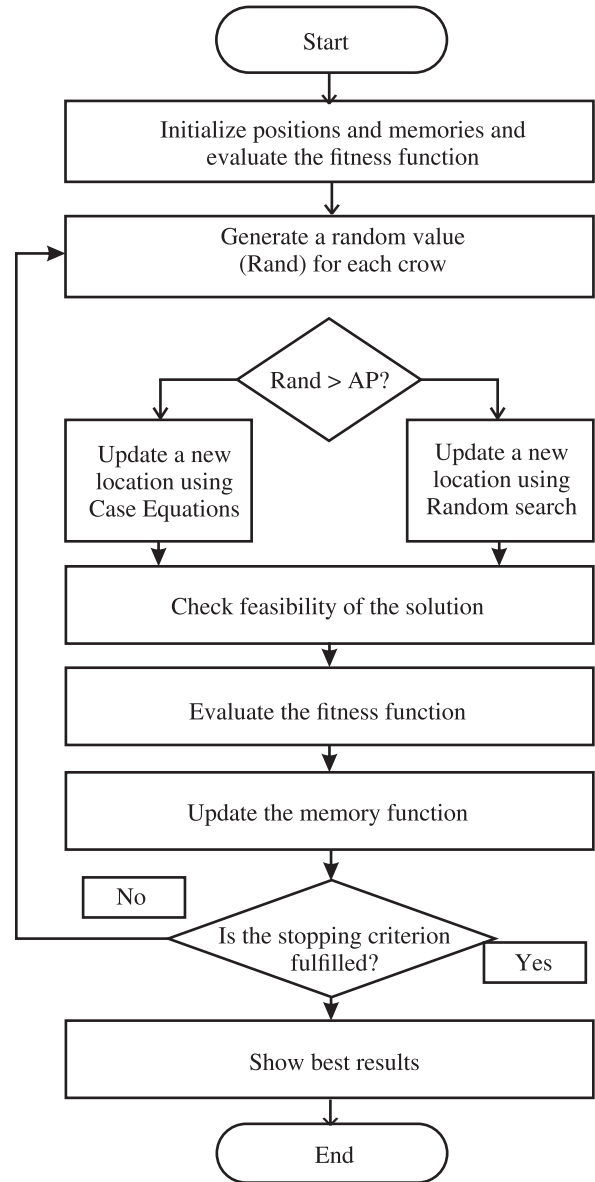 Start
Initialize positions and memories and
evaluate the fitness function
Generate a random value
(Rand) for each crow
Rand > AP?
Update a new
location using
Case Equations
Update a new
location using
Random search
Check feasibility of the solution
Evaluate the fitness function
Update the memory function
No
Is the stopping criterion
fulfilled?
Yes
Show best results
End